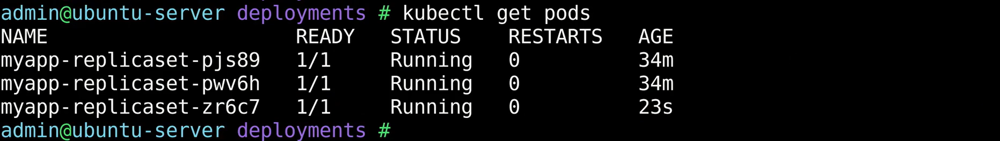 admin@ubuntu-server deployments # kubectl get pods
NAME READY STATUS RESTARTS AGE
myapp-replicaset-pjs89 1/1 Running 0 34m
myapp-replicaset-pwv6h 1/1 Running 0 34m
myapp-replicaset-zr6c7 1/1 Running 0 23s
admin@ubuntu-server deployments #